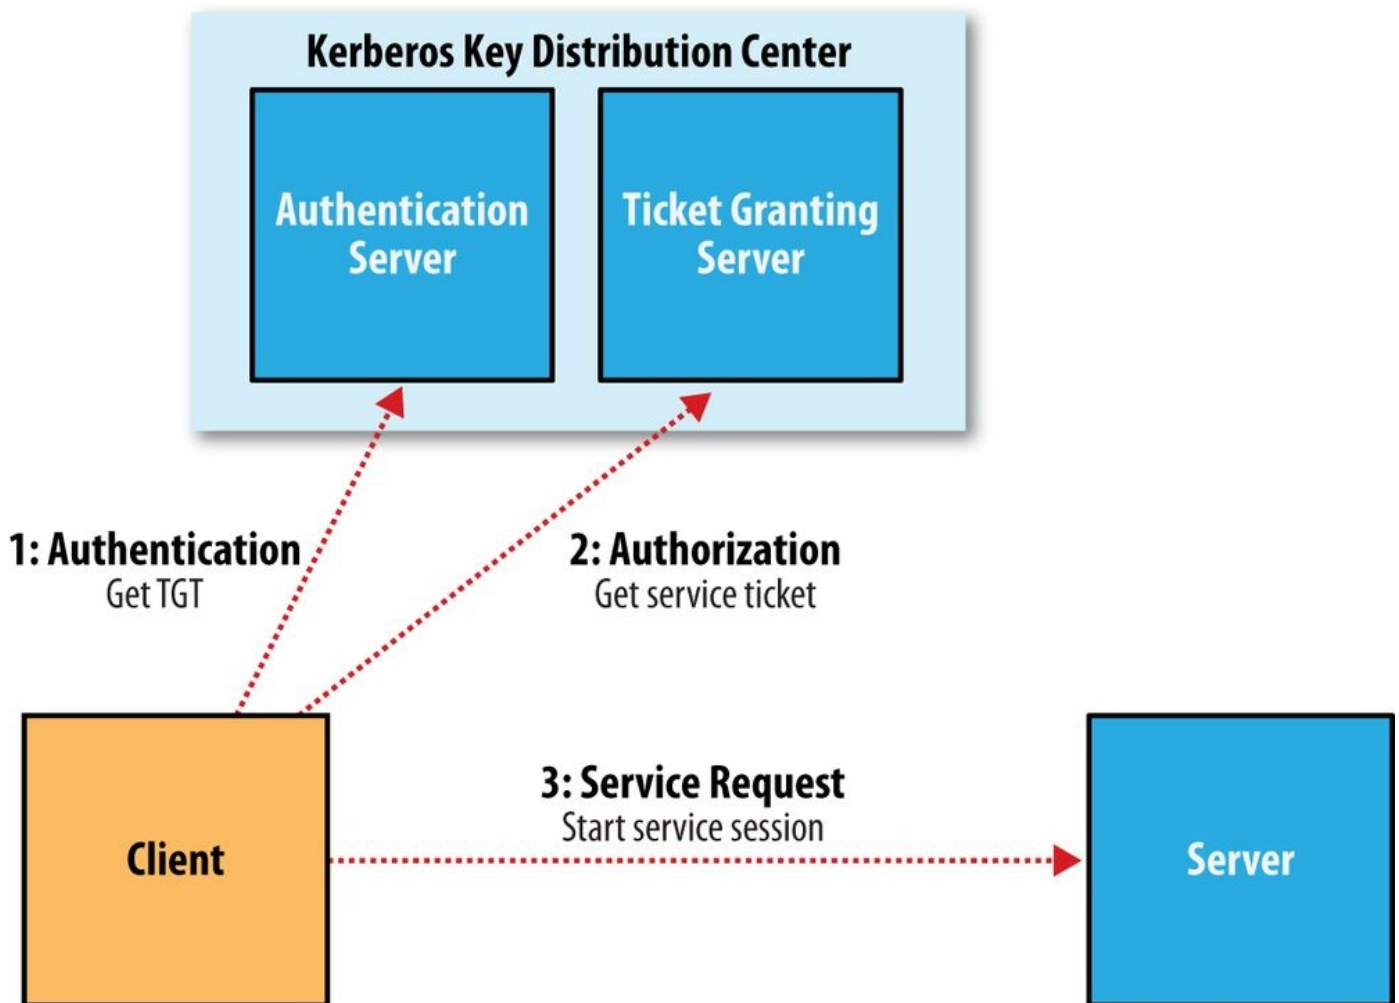 Kerberos Key Distribution Center
Authentication
Server
Ticket Granting
Server
1: Authentication
Get TGT
2: Authorization
Get service ticket
3: Service Request
Start service session
Client
Server